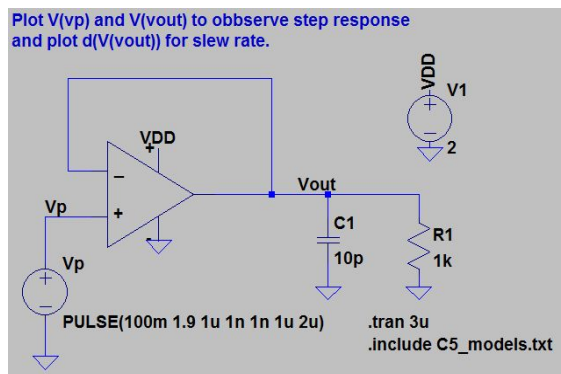 Plot V(vp) and V(vout) to obbserve step response
and plot d(V(vout)) for slew rate.
VDD
V1
2
VDD
Vout
Vp
C1
10p
R1
1k
Vp
PULSE(100m 1.9 1u 1n 1n 1u 2u)
.tran 3u
.include C5_models.txt